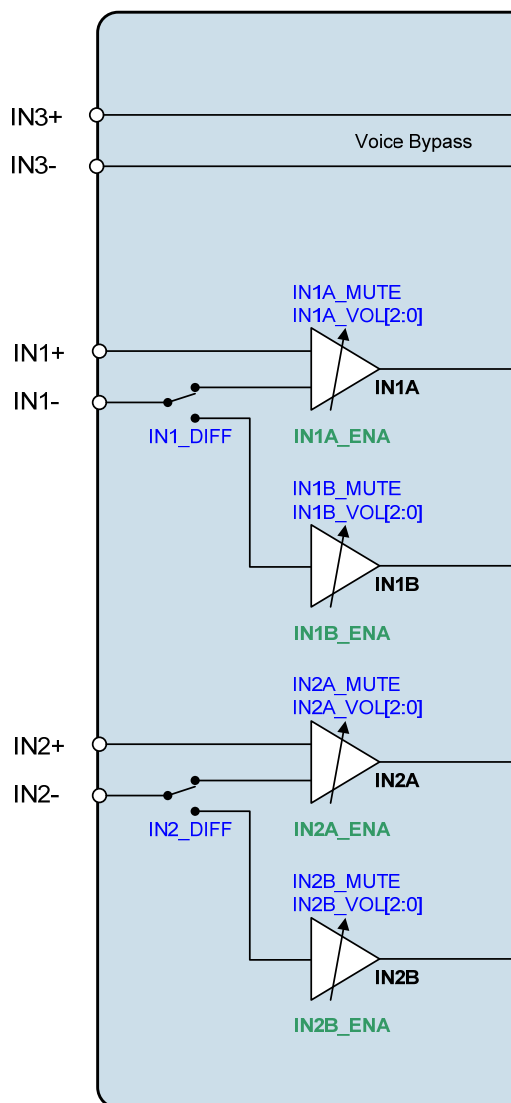 IN3+
Voice Bypass
IN3-
IN1A_MUTE
IN1A_VOL[2:0]
IN1+
IN1A
IN1-
IN1_DIFF
IN1A_ENA
IN1B_MUTE
IN1B_VOL[2:0]
IN1B
IN1B_ENA
IN2A_MUTE
IN2A_VOL[2:0]
IN2+
IN2A
IN2-
IN2_DIFF
IN2A_ENA
IN2B_MUTE
IN2B_VOL[2:0]
IN2B
IN2B_ENA